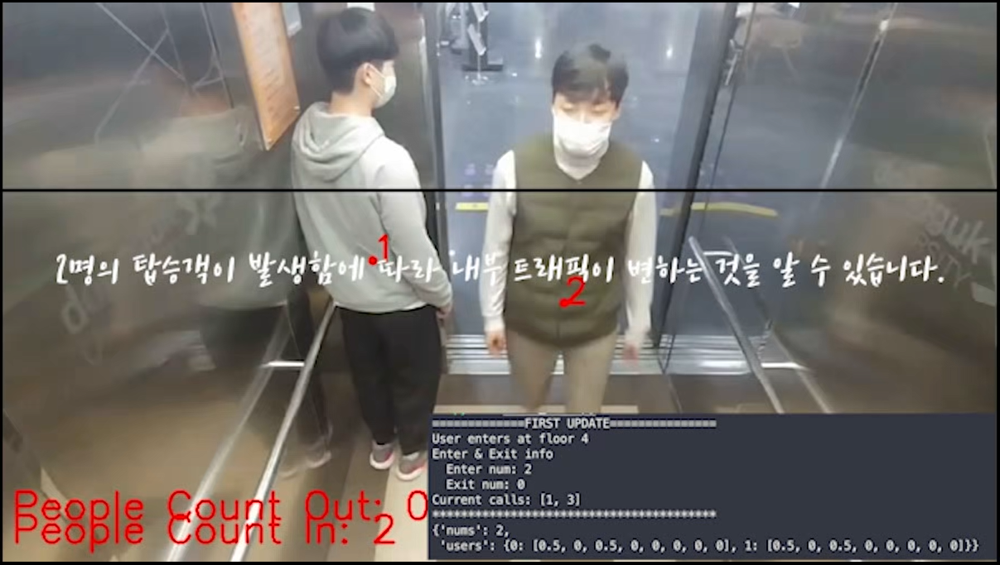 2명의 탑승객이 발생함에 따라 내부 트래픽이 변하는 것을 알 수 있습니다.
1
2
People Count Out: 0
People Count In: 2
=============FIRST UPDATE===============
User enters at floor 4
Enter & Exit info
  Enter num: 2
  Exit num: 0
Current calls: [1, 3]
****************************************
{'nums': 2,
 'users': {0: [0.5, 0, 0.5, 0, 0, 0, 0, 0], 1: [0.5, 0, 0.5, 0, 0, 0, 0, 0]}}